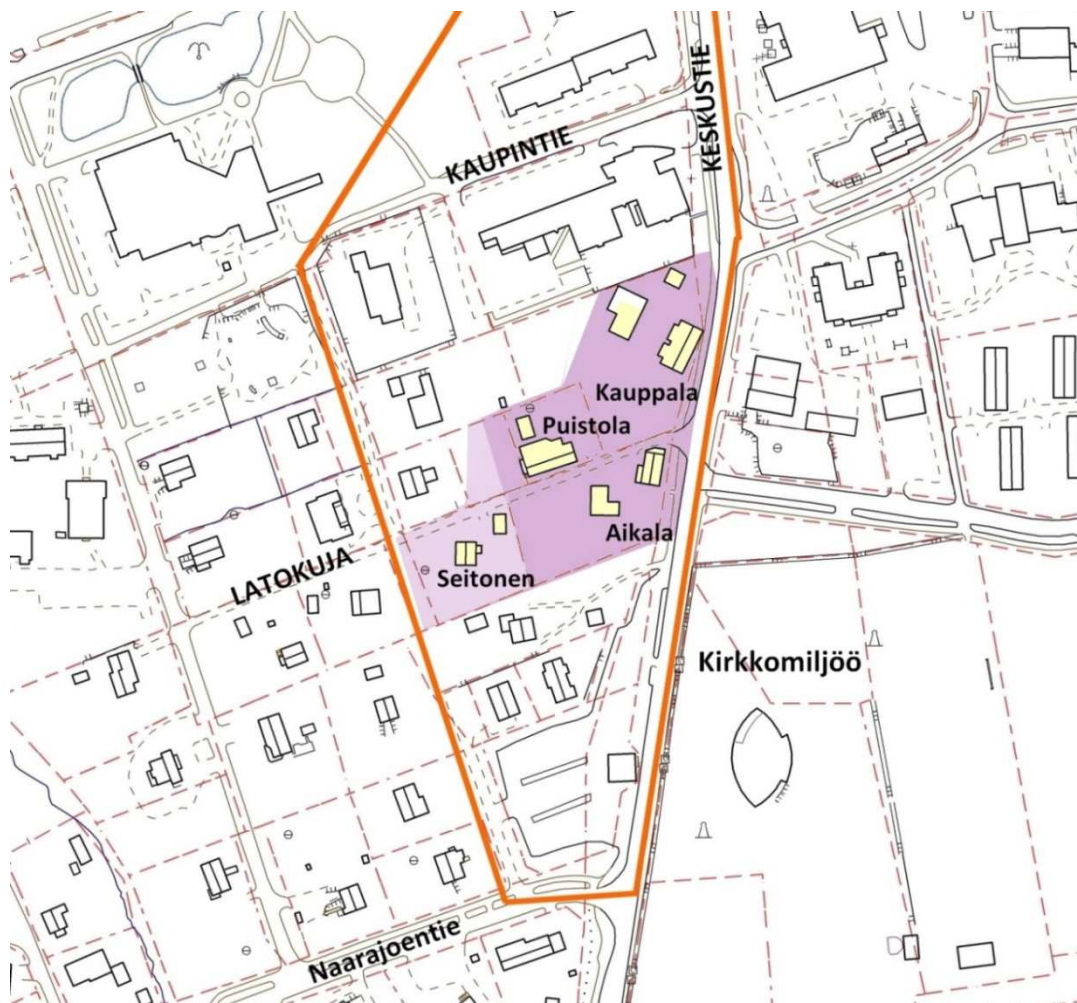 KESKUSTIE
KAUPINTIE
Kauppala
Puistola
Aikala
LATOKUJA
Seitonen
Kirkkomiljöö
Naarajoentie